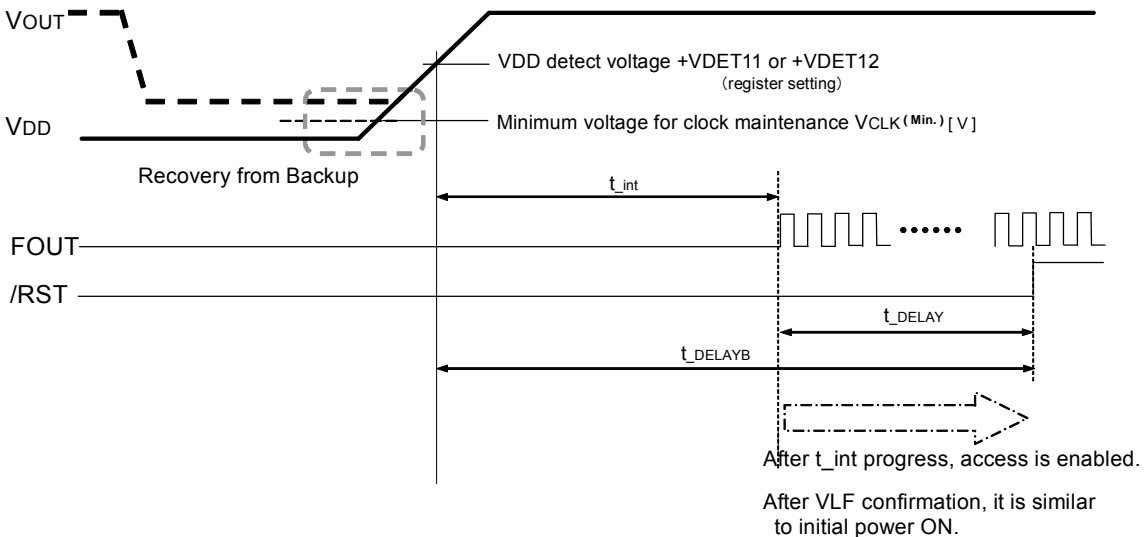 VOUT
VDD detect voltage +VDET11 or +VDET12
(register setting)
VDD
Minimum voltage for clock maintenance VCLK(Min.) [V]
Recovery from Backup
t_int
FOUT
/RST
t_DELAY
t_DELAYB
After t_int progress, access is enabled.
After VLF confirmation, it is similar
to initial power ON.